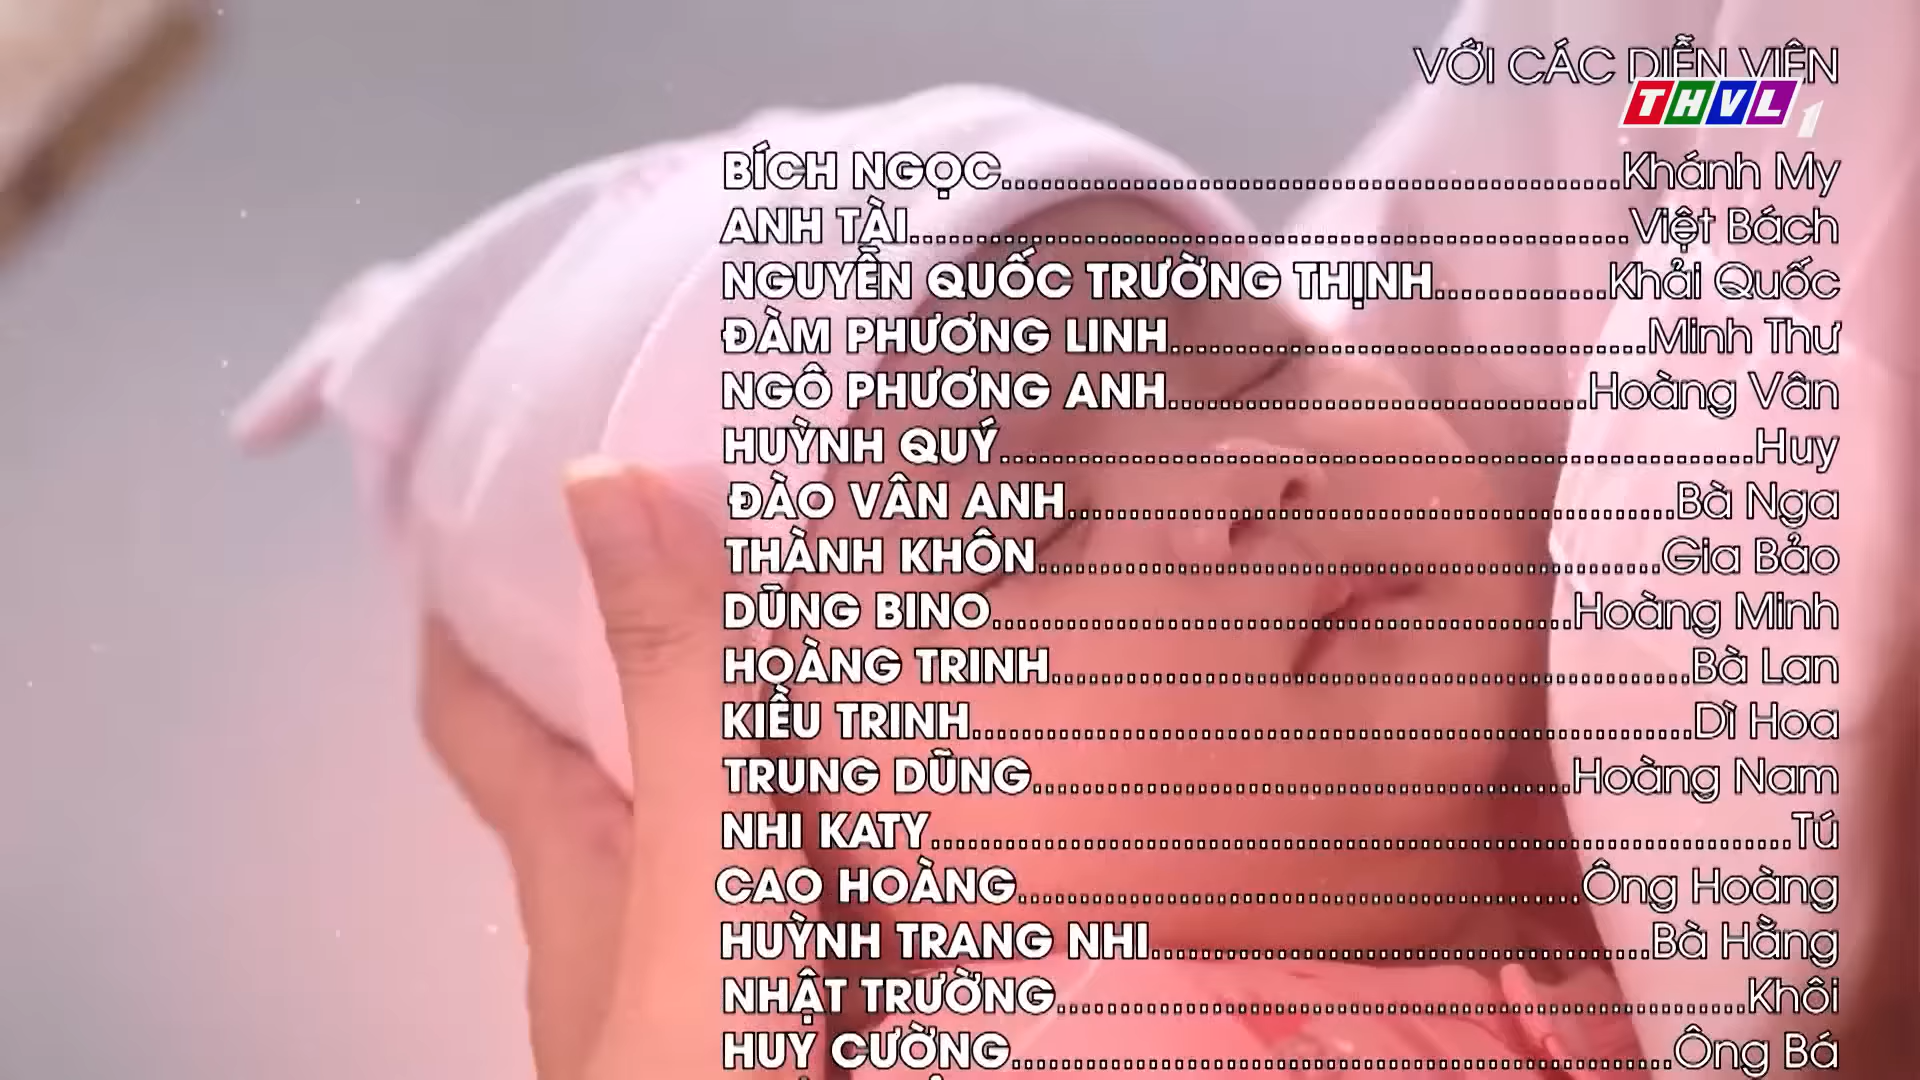 VỚI CÁC DIỄN VIÊN
THVL 1
BÍCH NGỌC...............................................Khánh My
ANH TÀI.......................................................Việt Bách
NGUYỄN QUỐC TRƯỜNG THỊNH.............Khải Quốc
ĐÀM PHƯƠNG LINH....................................Minh Thư
NGÔ PHƯƠNG ANH................................Hoàng Vân
HUỲNH QUÝ.........................................................Huy
ĐÀO VÂN ANH..............................................Bà Nga
THÀNH KHÔN...............................................Gia Bảo
DŨNG BINO............................................Hoàng Minh
HOÀNG TRINH................................................Bà Lan
KIỀU TRINH......................................................Dì Hoa
TRUNG DŨNG.........................................Hoàng Nam
NHI KATY.................................................................Tú
CAO HOÀNG...........................................Ông Hoàng
HUỲNH TRANG NHI......................................Bà Hằng
NHẬT TRƯỜNG....................................................Khôi
HUY CƯỜNG..................................................Ông Bá